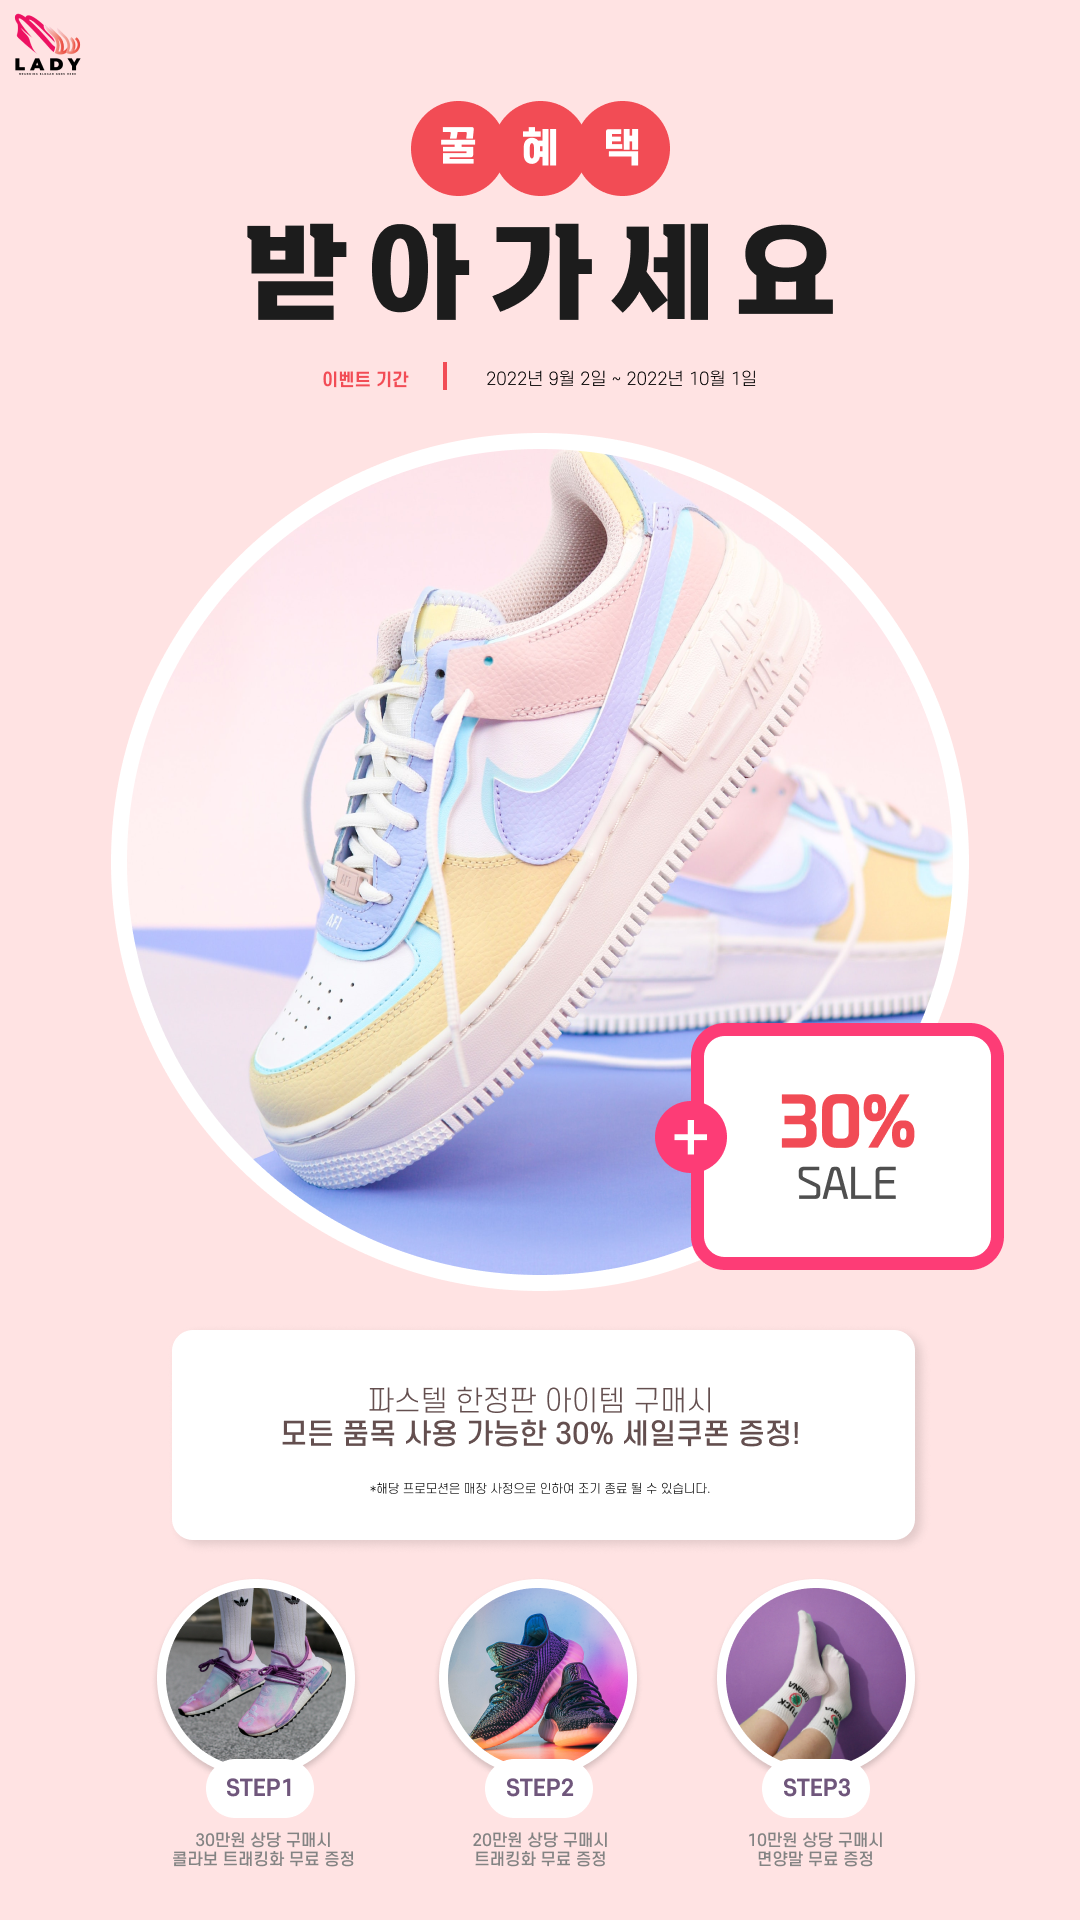 LADY
꿀혜택
받아가세요
이벤트 기간
2022년 9월 2일 ~ 2022년 10월 1일
AIR
AIR.
AF1
30%
SALE
파스텔 한정판 아이템 구매시
모든 품목 사용 가능한 30% 세일쿠폰 증정!
*해당 프로모션은 매장 사정으로 인하여 조기 종료 될 수 있습니다.
STEP1
STEP2
STEP3
30만원 상당 구매시
콜라보 트래킹화 무료 증정
20만원 상당 구매시
트래킹화 무료 증정
10만원 상당 구매시
면양말 무료 증정